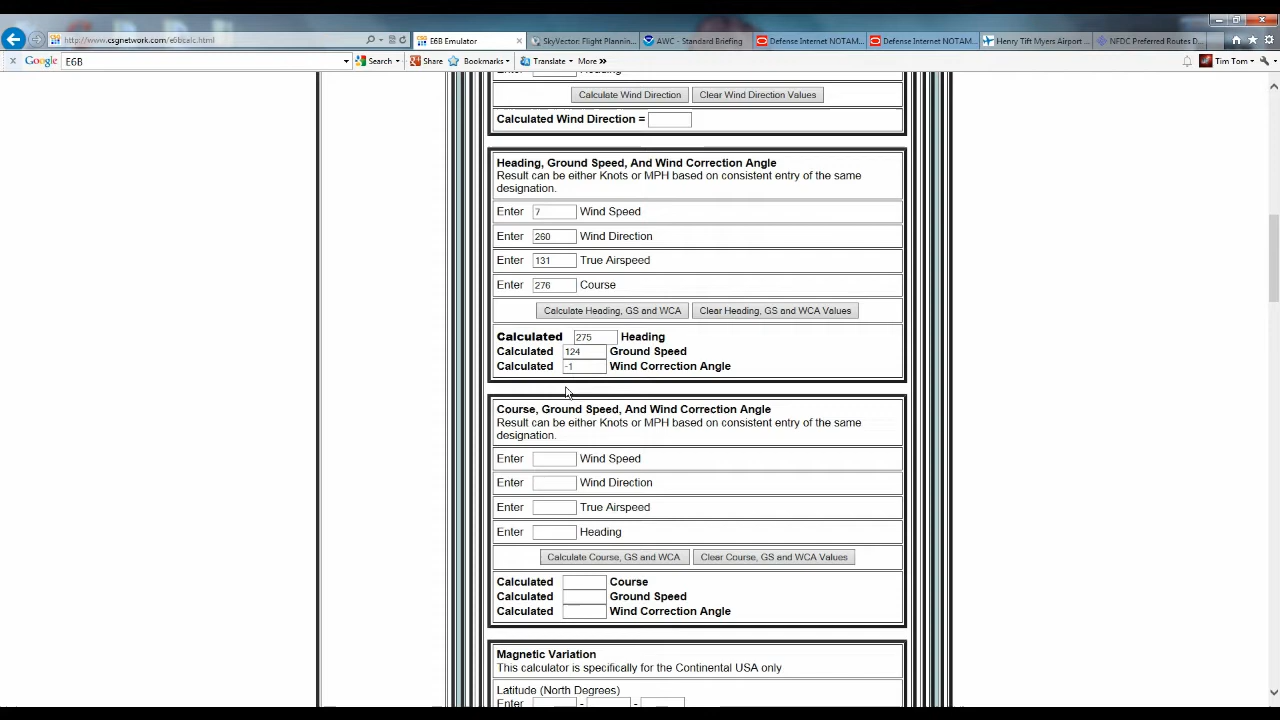 http://www.csgnetwork.com/e6bcalc.html
E6B Emulator
SkyVector: Flight Plannin...
AWC - Standard Briefing
Defense Internet NOTAM...
Defense Internet NOTAM...
Henry Tift Myers Airport ...
NFDC Preferred Routes D...
x Google E6B Search Share Bookmarks Translate More » Tim Tom
Heading
Calculate Wind Direction Clear Wind Direction Values
Calculated Wind Direction =
Heading, Ground Speed, And Wind Correction Angle
Result can be either Knots or MPH based on consistent entry of the same
designation.
Enter 7 Wind Speed
Enter 260 Wind Direction
Enter 131 True Airspeed
Enter 276 Course
Calculate Heading, GS and WCA Clear Heading, GS and WCA Values
Calculated 275 Heading
Calculated 124 Ground Speed
Calculated -1 Wind Correction Angle
Course, Ground Speed, And Wind Correction Angle
Result can be either Knots or MPH based on consistent entry of the same
designation.
Enter Wind Speed
Enter Wind Direction
Enter True Airspeed
Enter Heading
Calculate Course, GS and WCA Clear Course, GS and WCA Values
Calculated Course
Calculated Ground Speed
Calculated Wind Correction Angle
Magnetic Variation
This calculator is specifically for the Continental USA only
Latitude (North Degrees)
Enter - -